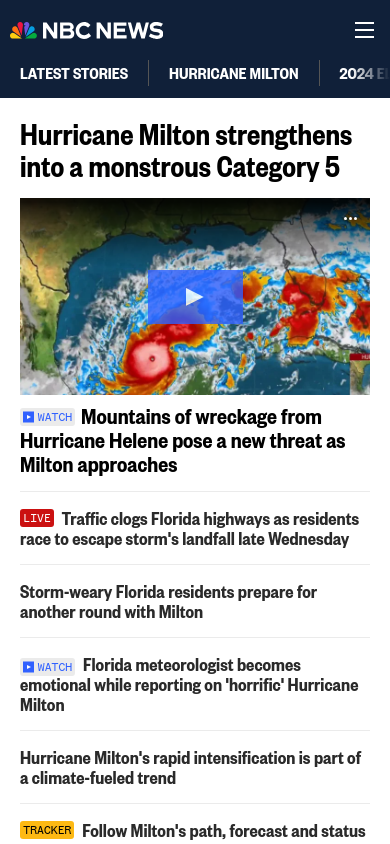 NBC NEWS
LATEST STORIES
HURRICANE MILTON
2024
Hurricane Milton strengthens
into a monstrous Category 5
WATCH Mountains of wreckage from
Hurricane Helene pose a new threat as
Milton approaches
LIVE Traffic clogs Florida highways as residents
race to escape storm's landfall late Wednesday
Storm-weary Florida residents prepare for
another round with Milton
WATCH Florida meteorologist becomes
emotional while reporting on 'horrific' Hurricane
Milton
Hurricane Milton's rapid intensification is part of
a climate-fueled trend
TRACKER Follow Milton's path, forecast and status